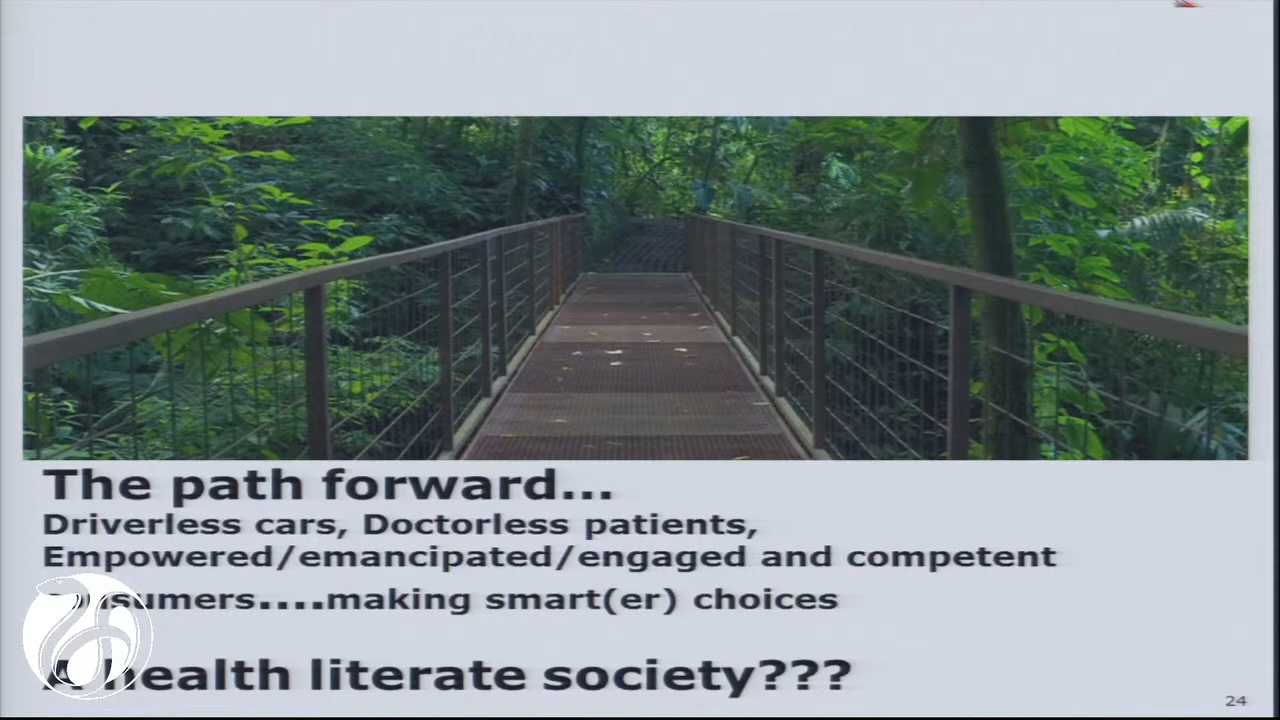 The path forward...
Driverless cars, Doctorless patients,
Empowered/emancipated/engaged and competent
consumers....making smart(er) choices
A health literate society???
24